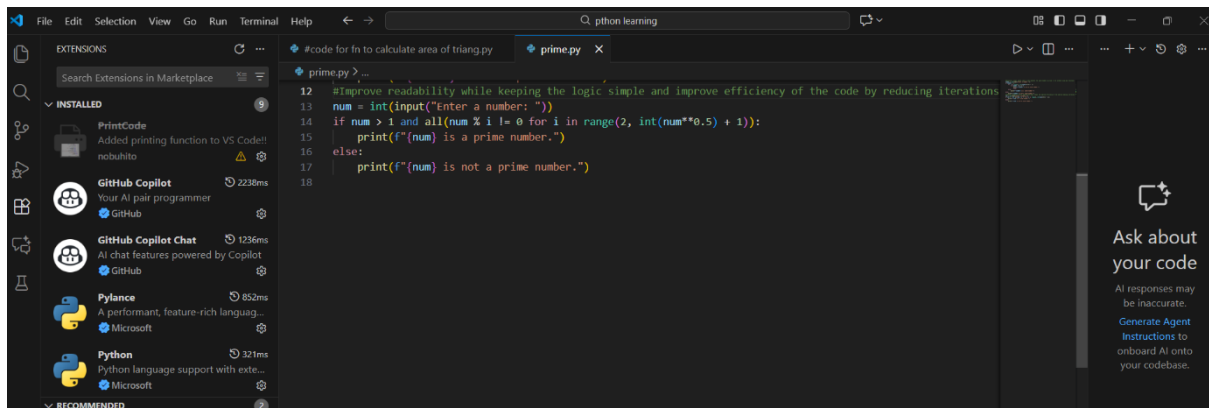 File Edit Selection View Go Run Terminal Help
pthon learning
EXTENSIONS
Search Extensions in Marketplace
INSTALLED 9
PrintCode
Added printing function to VS Code!!
nobuhito
GitHub Copilot 2238ms
Your AI pair programmer
GitHub
GitHub Copilot Chat 1236ms
AI chat features powered by Copilot
GitHub
Pylance 852ms
A performant, feature-rich languag...
Microsoft
Python 321ms
Python language support with exte...
Microsoft
RECOMMENDED 2
#code for fn to calculate area of triang.py prime.py
prime.py > ...
12 #Improve readability while keeping the logic simple and improve efficiency of the code by reducing iterations
13 num = int(input("Enter a number: "))
14 if num > 1 and all(num % i != 0 for i in range(2, int(num**0.5) + 1)):
15 print(f"{num} is a prime number.")
16 else:
17 print(f"{num} is not a prime number.")
18
Ask about
your code
AI responses may
be inaccurate.
Generate Agent
Instructions to
onboard AI onto
your codebase.